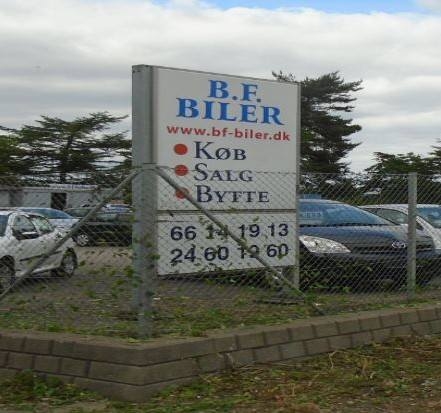 B.F.
BILER
www.bf-biler.dk
Køb
Salg
Bytte
66 14 19 13
24 60 12 60